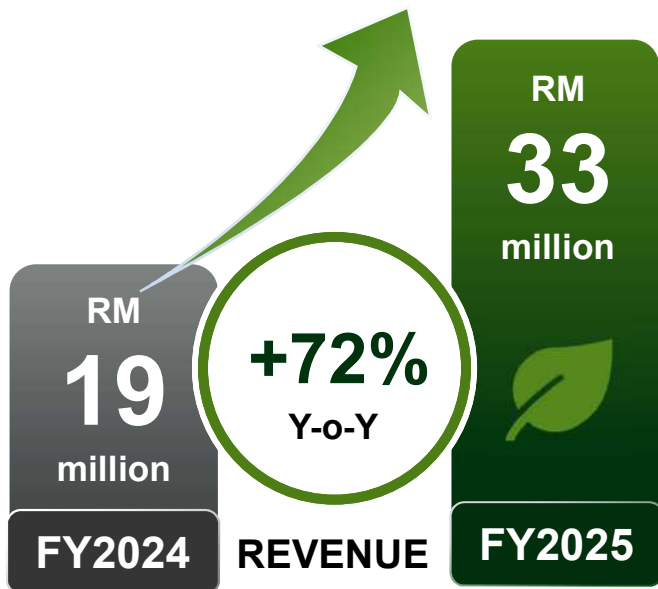 RM
19
million
FY2024
+72%
Y-o-Y
REVENUE
RM
33
million
FY2025